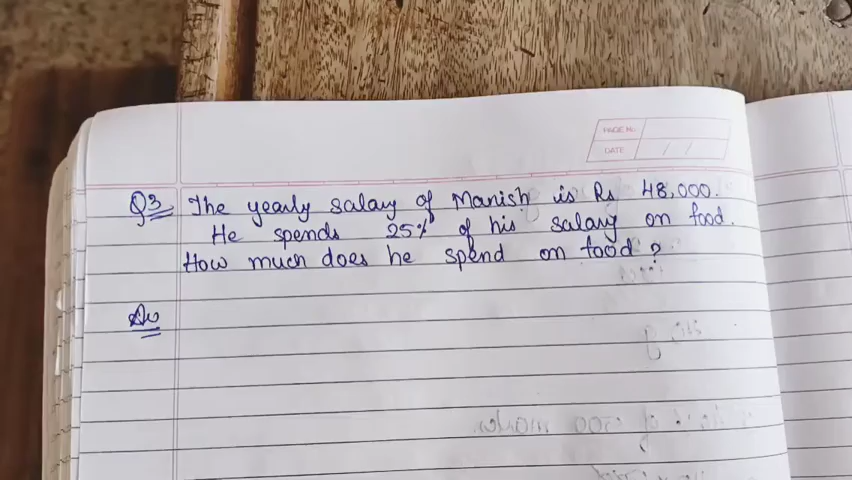 PAGE No.
DATE / /
Q3 The yearly salary of Manish is Rs 48,000.
He spends 25% of his salary on food.
How much does he spend on food?
Ans